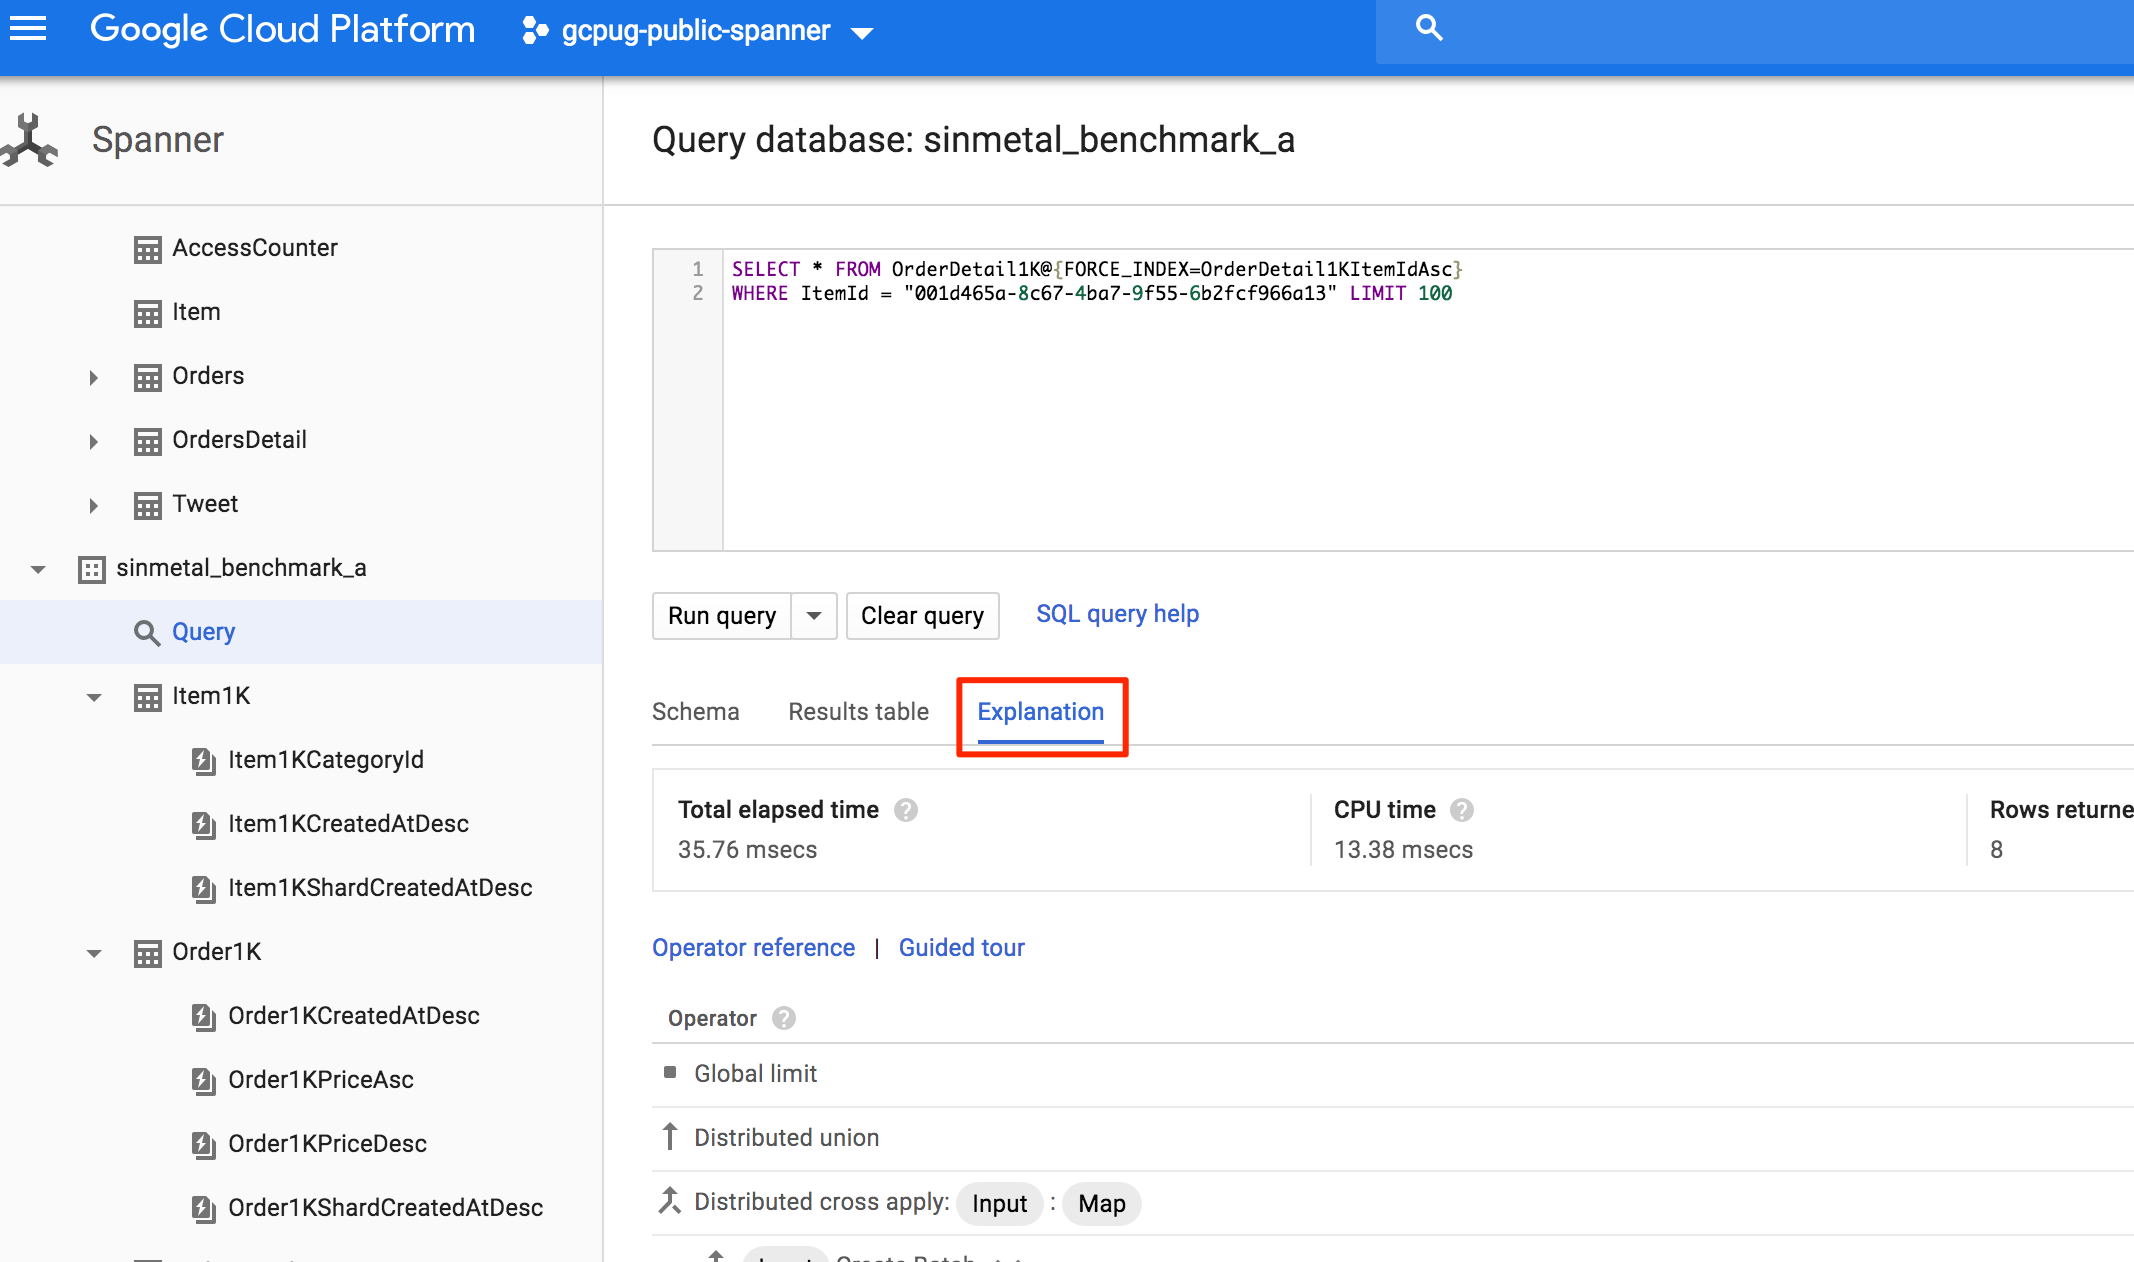 Google Cloud Platform
gcpug-public-spanner
Spanner
AccessCounter
Item
Orders
OrdersDetail
Tweet
sinmetal_benchmark_a
Query
Item1K
Item1KCategoryId
Item1KCreatedAtDesc
Item1KShardCreatedAtDesc
Order1K
Order1KCreatedAtDesc
Order1KPriceAsc
Order1KPriceDesc
Order1KShardCreatedAtDesc
Query database: sinmetal_benchmark_a
1 SELECT * FROM OrderDetail1K@{FORCE_INDEX=OrderDetail1KItemIdAsc}
2 WHERE ItemId = "001d465a-8c67-4ba7-9f55-6b2fcf966a13" LIMIT 100
Run query Clear query SQL query help
Schema Results table Explanation
Total elapsed time ? CPU time ? Rows returne
35.76 msecs 13.38 msecs 8
Operator reference | Guided tour
Operator ?
Global limit
Distributed union
Distributed cross apply: Input : Map